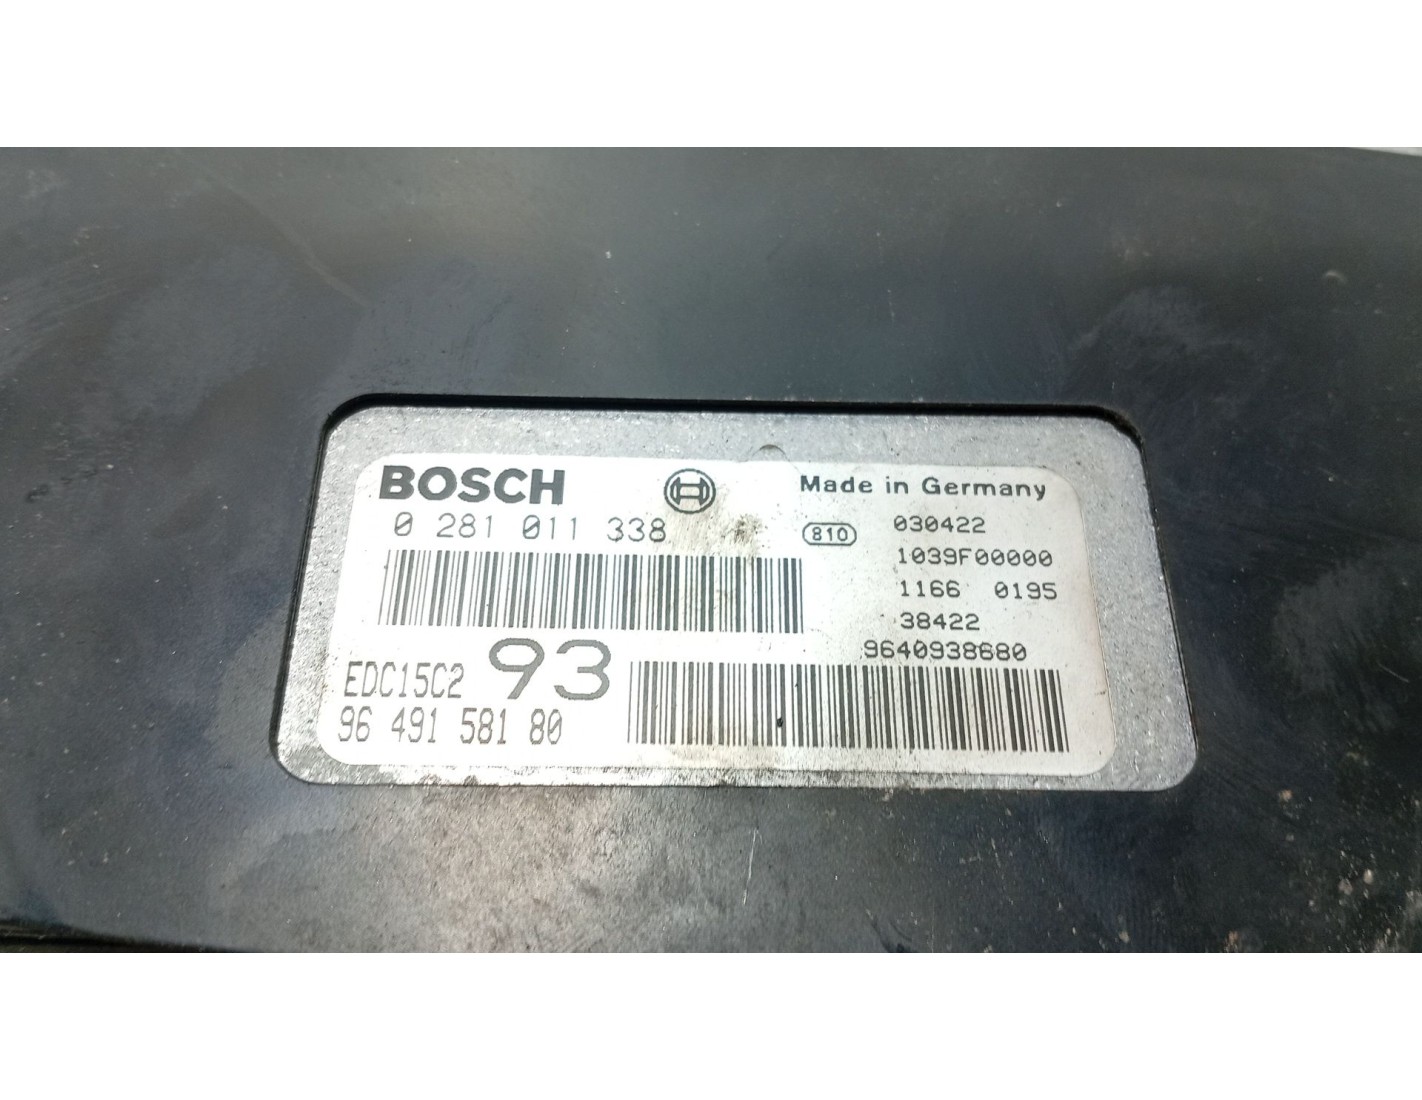 BOSCH
Made in Germany
0 281 011 338
810
030422
1039F00000
1166 0195
38422
9640938680
EDC15C2 93
96 491 581 80